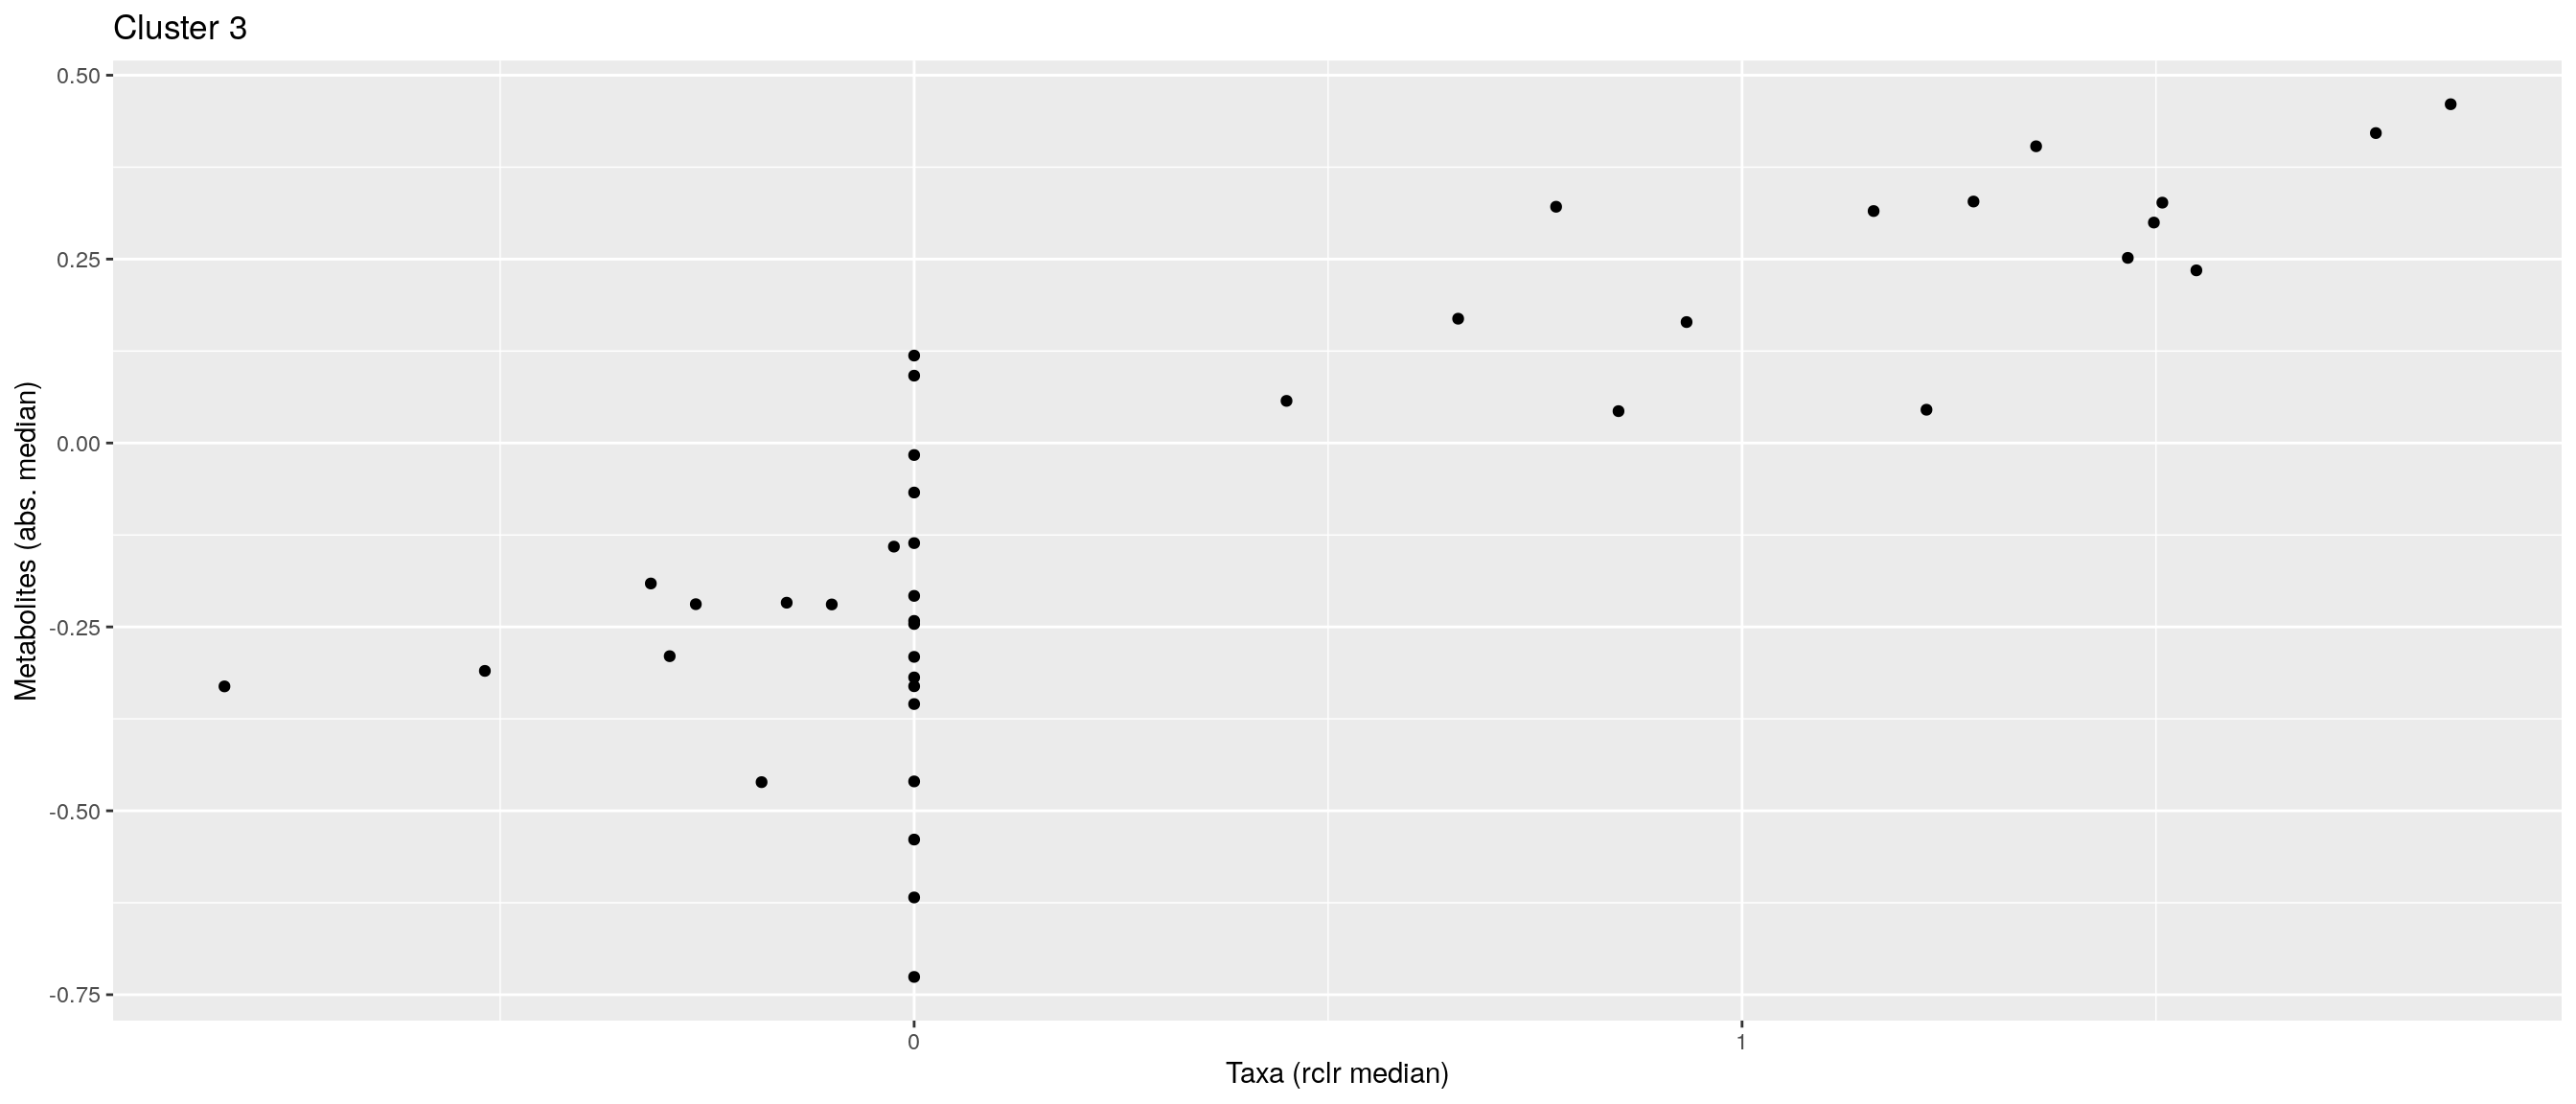 Cluster 3
0.50
0.25
0.00
-0.25
-0.50
-0.75
Metabolites (abs. median)
0
1
Taxa (rclr median)